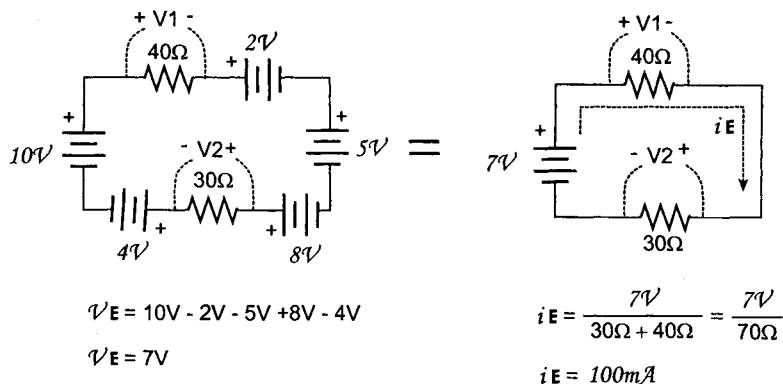 + V1 -
40Ω
2V
+
+
10V
+
5V
- V2 +
30Ω
4V
+
+
8V
=
+ V1 -
40Ω
iE
+
7V
- V2 +
30Ω
VE = 10V - 2V - 5V +8V - 4V
VE = 7V
iE = 7V / 30Ω + 40Ω = 7V / 70Ω
iE = 100mA